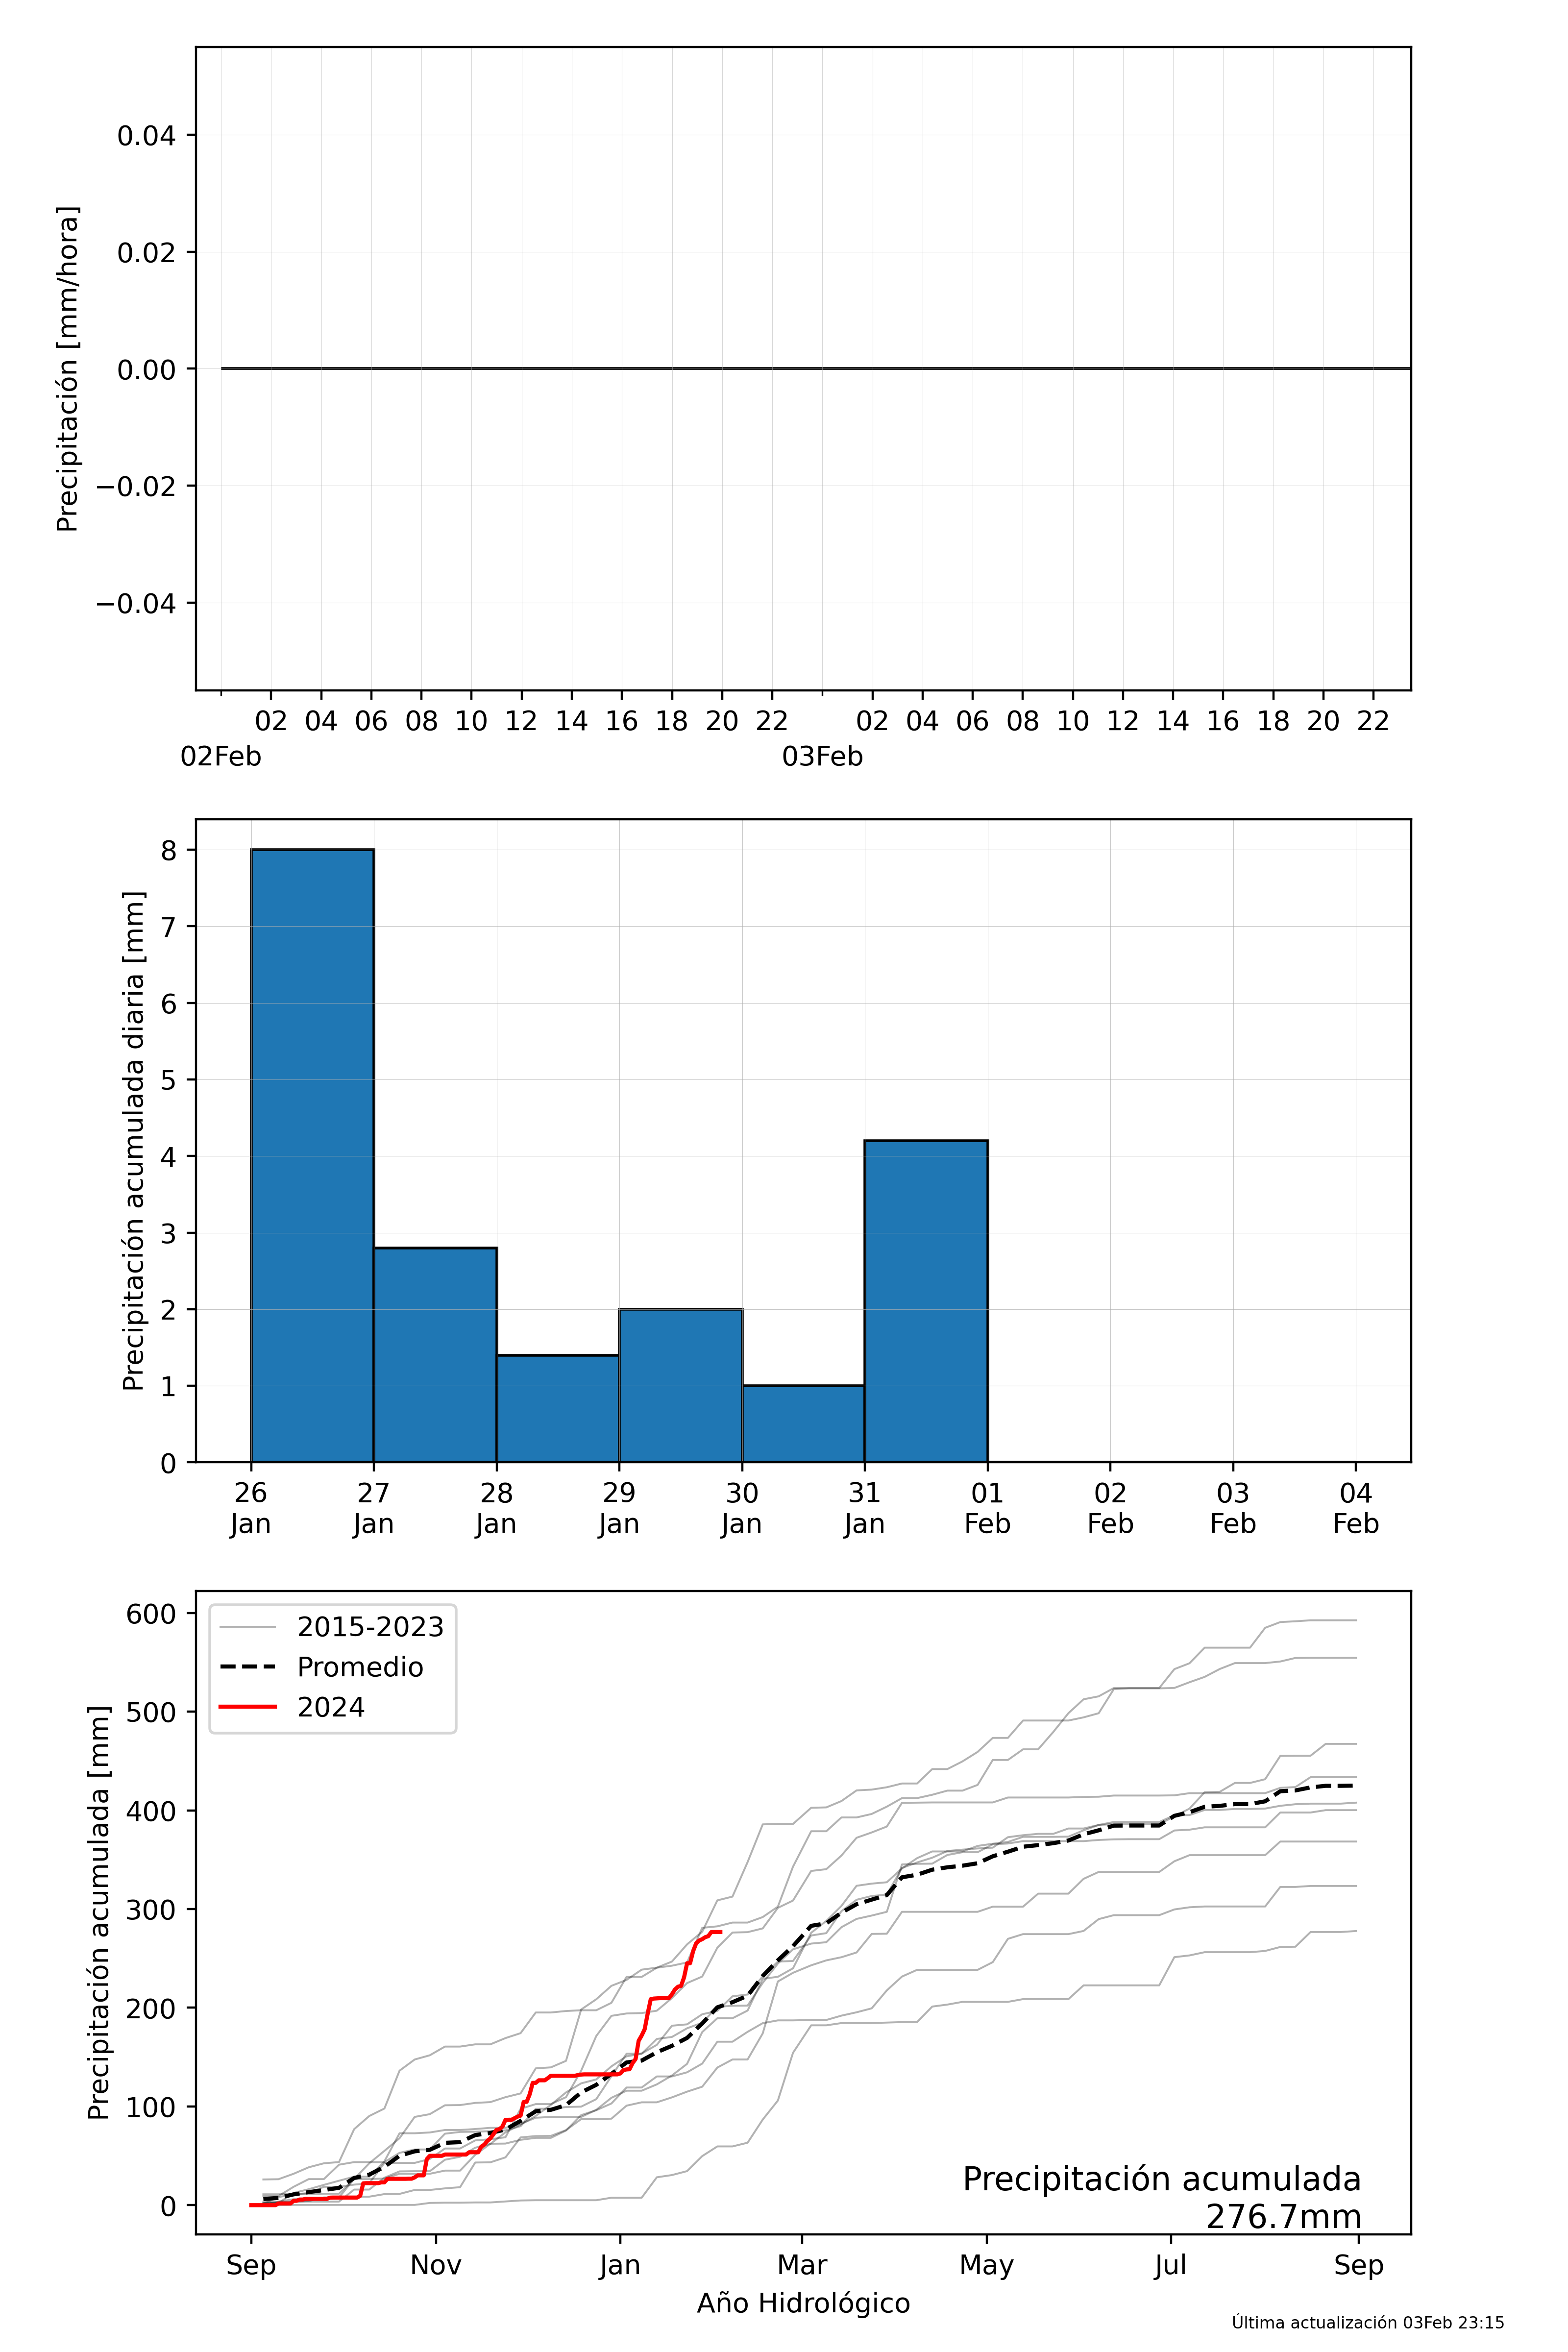 Precipitación [mm/hora]
0.04
0.02
0.00
−0.02
−0.04
02 04 06 08 10 12 14 16 18 20 22 02 04 06 08 10 12 14 16 18 20 22
02Feb 03Feb
Precipitación acumulada diaria [mm]
8
7
6
5
4
3
2
1
0
26 27 28 29 30 31 01 02 03 04
Jan Jan Jan Jan Jan Jan Feb Feb Feb Feb
Precipitación acumulada [mm]
600
500
400
300
200
100
0
2015-2023
Promedio
2024
Precipitación acumulada
276.7mm
Sep Nov Jan Mar May Jul Sep
Año Hidrológico
Última actualización 03Feb 23:15